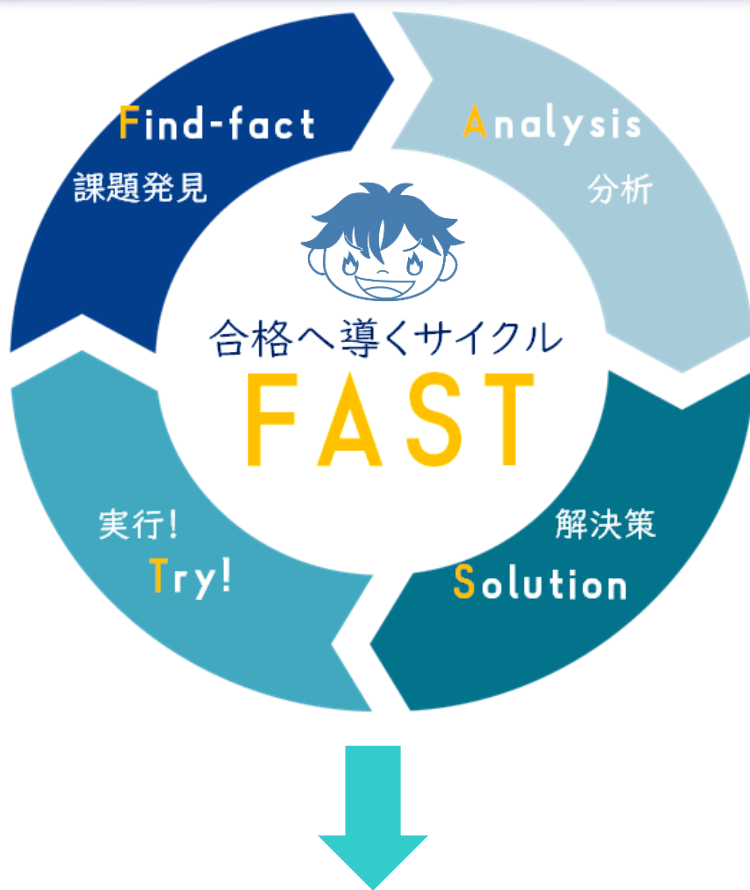 Find-fact
課題発見
Analysis
分析
合格へ導くサイクル
FAST
解決策
Solution
実行!
Try!